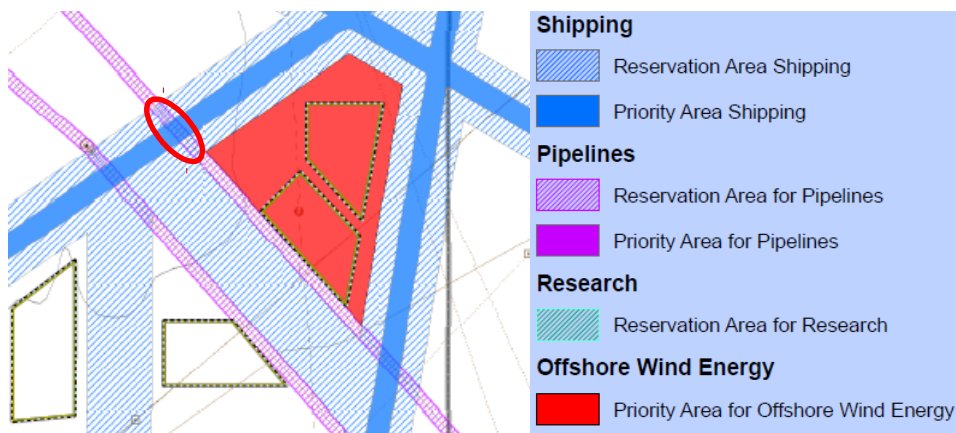 Shipping
Reservation Area Shipping
Priority Area Shipping
Pipelines
Reservation Area for Pipelines
Priority Area for Pipelines
Research
Reservation Area for Research
Offshore Wind Energy
Priority Area for Offshore Wind Energy